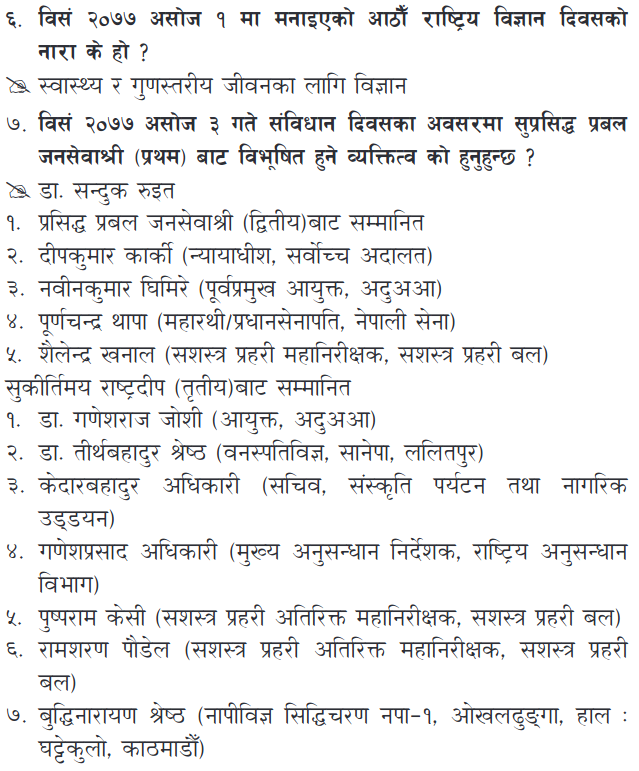 ६. विसं २०७७ असोज १ मा मनाइएको आठौँ राष्ट्रिय विज्ञान दिवसको
नारा के हो ?
स्वास्थ्य र गुणस्तरीय जीवनका लागि विज्ञान
७. विसं २०७७ असोज ३ गते संविधान दिवसका अवसरमा सुप्रसिद्ध प्रबल
जनसेवाश्री (प्रथम) बाट विभूषित हुने व्यक्तित्व को हुनुहुन्छ ?
डा. सन्दुक रुइत
१. प्रसिद्ध प्रबल जनसेवाश्री (द्वितीय)बाट सम्मानित
२. दीपकुमार कार्की (न्यायाधीश, सर्वोच्च अदालत)
३. नवीनकुमार घिमिरे (पूर्वप्रमुख आयुक्त, अदुअआ)
४. पूर्णचन्द्र थापा (महारथी/प्रधानसेनापति, नेपाली सेना)
५. शैलेन्द्र खनाल (सशस्त्र प्रहरी महानिरीक्षक, सशस्त्र प्रहरी बल)
सुकीर्तिमय राष्ट्रदीप (तृतीय)बाट सम्मानित
१. डा. गणेशराज जोशी (आयुक्त, अदुअआ)
२. डा. तीर्थबहादुर श्रेष्ठ (वनस्पतिविज्ञ, सानेपा, ललितपुर)
३. केदारबहादुर अधिकारी (सचिव, संस्कृति पर्यटन तथा नागरिक
उड्डयन)
४. गणेशप्रसाद अधिकारी (मुख्य अनुसन्धान निर्देशक, राष्ट्रिय अनुसन्धान
विभाग)
५. पुष्पराम केसी (सशस्त्र प्रहरी अतिरिक्त महानिरीक्षक, सशस्त्र प्रहरी बल)
६. रामशरण पौडेल (सशस्त्र प्रहरी अतिरिक्त महानिरीक्षक, सशस्त्र प्रहरी
बल)
७. बुद्धिनारायण श्रेष्ठ (नापीविज्ञ सिद्धिचरण नपा-१, ओखलढुङ्गा, हाल :
घट्टेकुलो, काठमाडौँ)